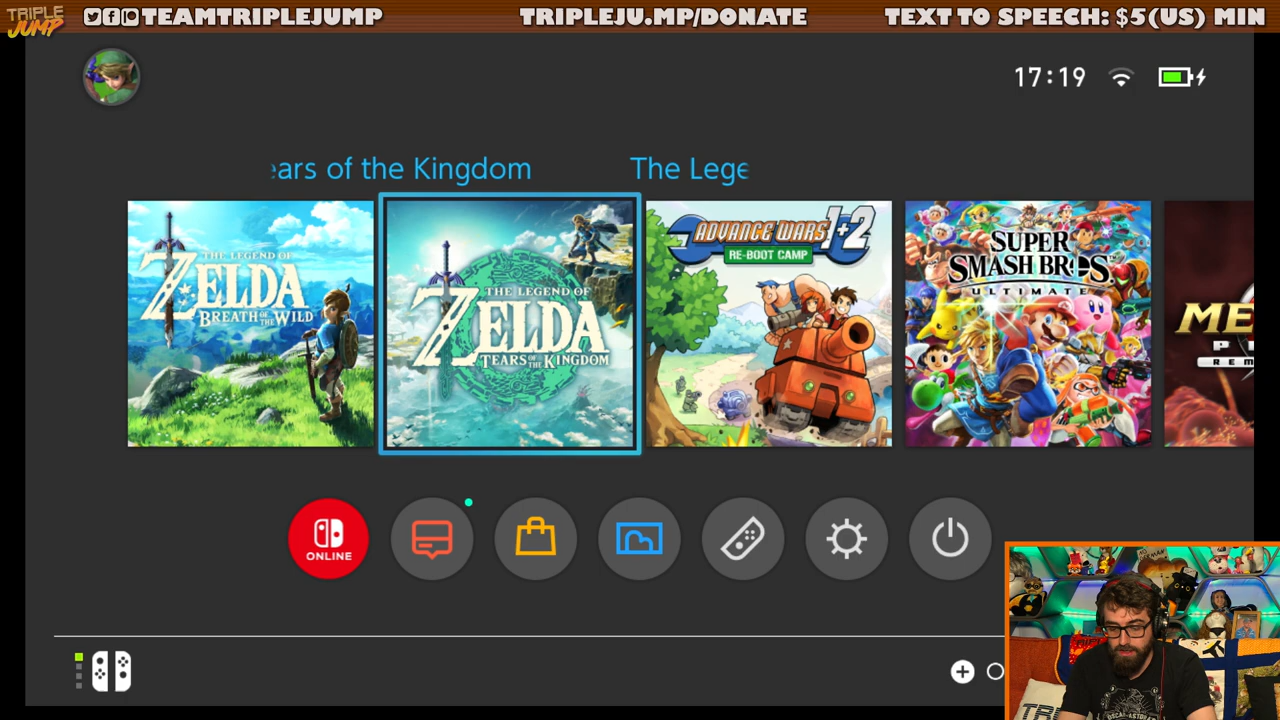 TRIPLE
JUMP
TEAMTRIPLEJUMP
TRIPLEJU.MP/DONATE
TEXT TO SPEECH: $5(US) MIN
17:19
ears of the Kingdom
The Lege
THE LEGEND OF
ZELDA
BREATH OF THE WILD
THE LEGEND OF
ZELDA
TEARS OF THE KINGDOM
ADVANCE WARS 1+2
RE-BOOT CAMP
SUPER
SMASH BROS.
ULTIMATE
ME
P
REM
ONLINE